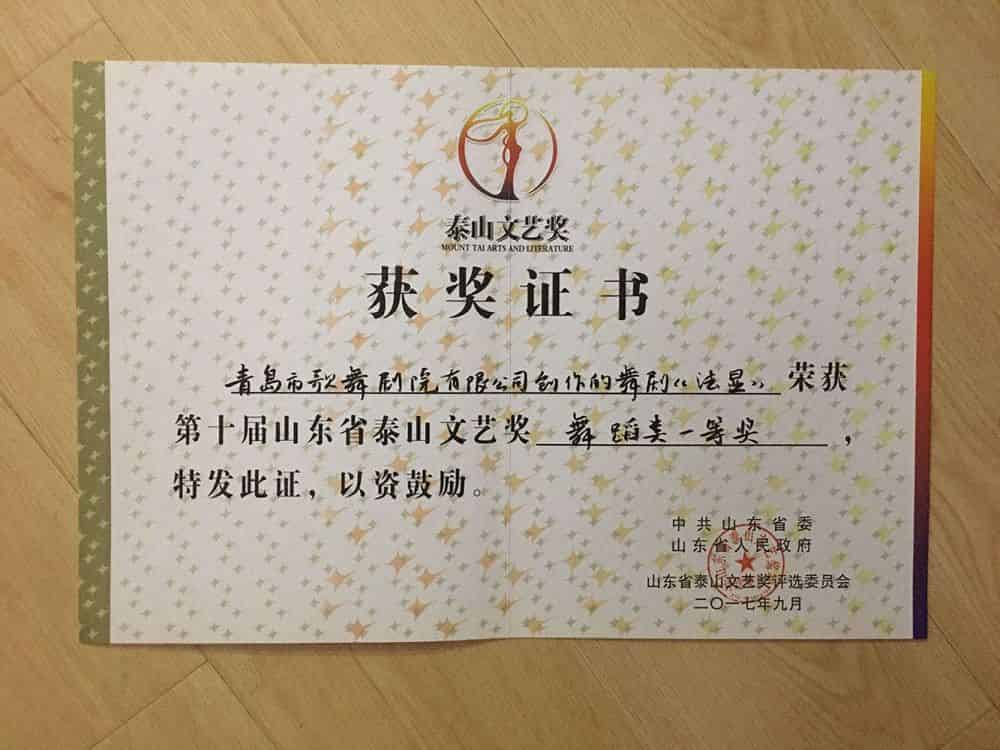 泰山文艺奖
MOUNT TAI ARTS AND LITERATURE
获奖证书
青岛市歌舞剧院有限公司创作的舞剧《法显》 荣获
第十届山东省泰山文艺奖 舞蹈类一等奖 ，
特发此证，以资鼓励。
中共山东省委
山东省人民政府
山东省泰山文艺奖评选委员会
二〇一七年九月